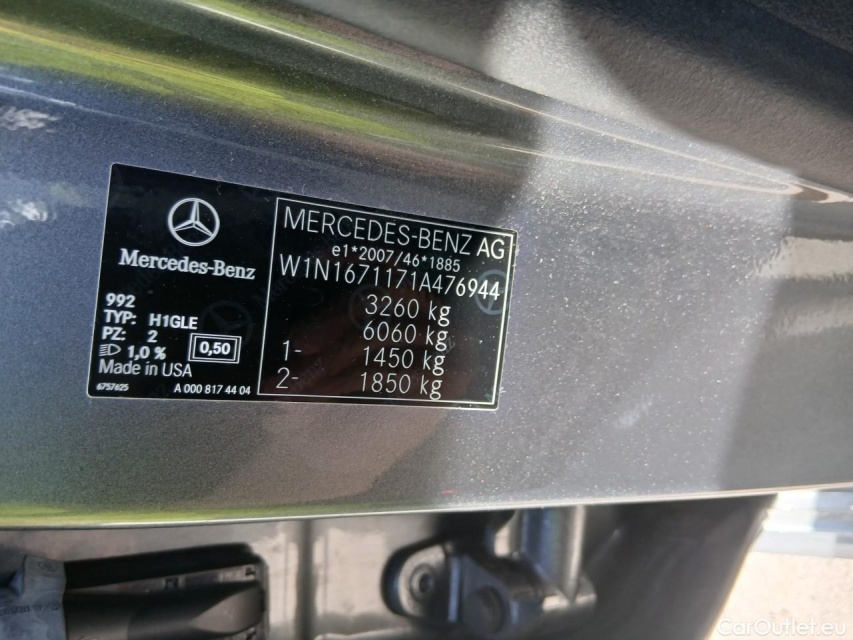 Mercedes-Benz
992
TYP: H1GLE
PZ: 2
1,0 % 0,50
Made in USA
6757625 A 000 817 44 04
MERCEDES-BENZ AG
e1*2007/46*1885
W1N1671171A476944
3260 kg
6060 kg
1- 1450 kg
2- 1850 kg
CarOutlet.eu